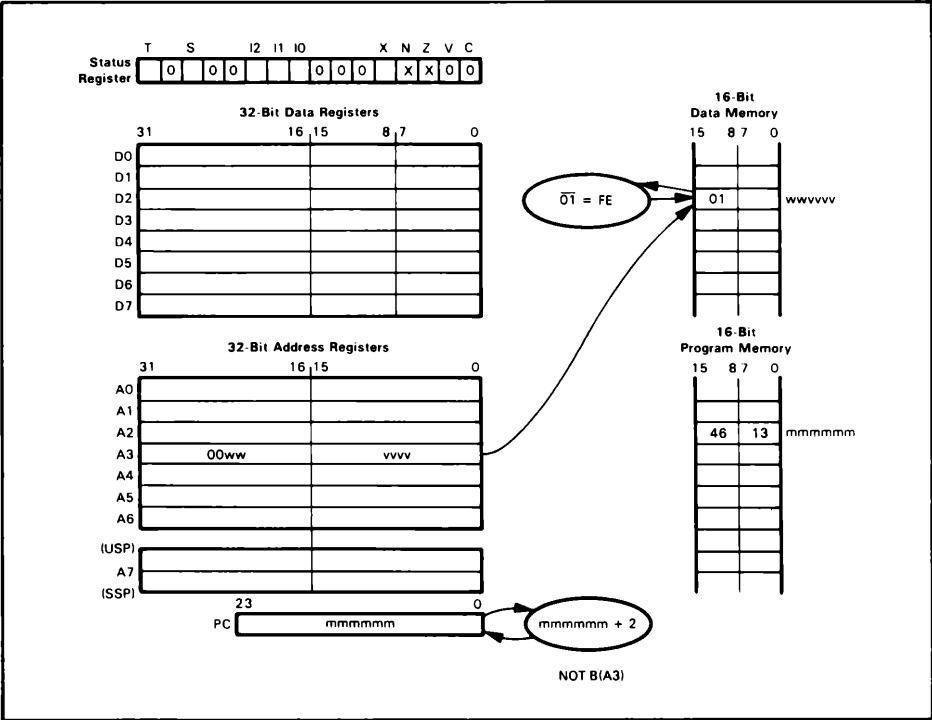 T S I2 I1 I0 X N Z V C
Status
Register
0 0 0 0 0 0 X X 0 0
32-Bit Data Registers
31 16 15 8 7 0
D0
D1
D2
D3
D4
D5
D6
D7
16-Bit
Data Memory
15 8 7 0
01 wwvvvv
01 = FE
32-Bit Address Registers
31 16 15 0
A0
A1
A2
A3 00ww vvvv
A4
A5
A6
(USP)
A7
(SSP)
16-Bit
Program Memory
15 8 7 0
46 13 mmmmmm
23 0
PC mmmmmm
mmmmmm + 2
NOT B(A3)